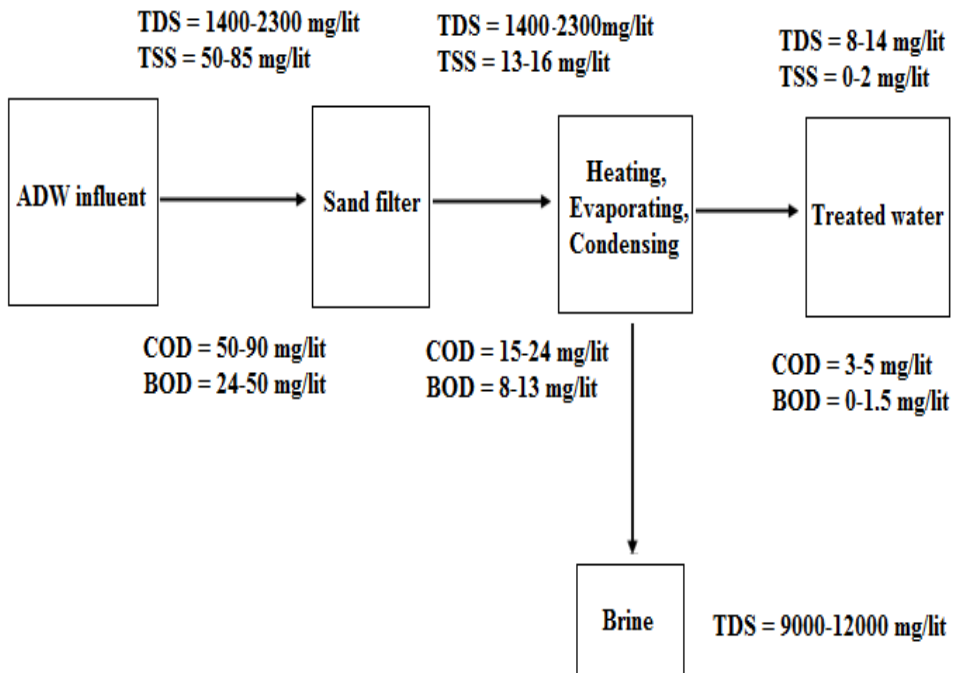 TDS = 1400-2300 mg/lit
TSS = 50-85 mg/lit
TDS = 1400-2300mg/lit
TSS = 13-16 mg/lit
TDS = 8-14 mg/lit
TSS = 0-2 mg/lit
ADW influent
Sand filter
Heating,
Evaporating,
Condensing
Treated water
COD = 50-90 mg/lit
BOD = 24-50 mg/lit
COD = 15-24 mg/lit
BOD = 8-13 mg/lit
COD = 3-5 mg/lit
BOD = 0-1.5 mg/lit
Brine
TDS = 9000-12000 mg/lit